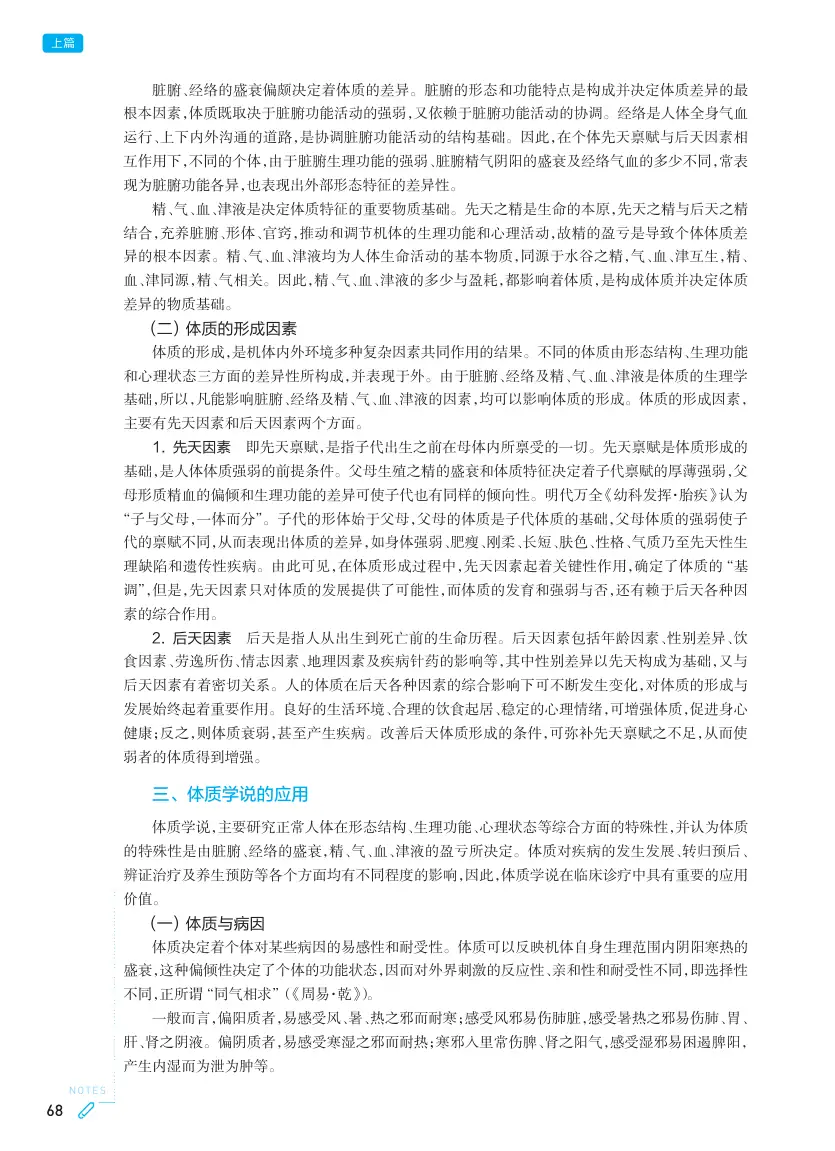 上篇
脏腑、经络的盛衰偏颇决定着体质的差异。脏腑的形态和功能特点是构成并决定体质差异的最
根本因素,体质既取决于脏腑功能活动的强弱,又依赖于脏腑功能活动的协调。经络是人体全身气血
运行、上下内外沟通的道路,是协调脏腑功能活动的结构基础。因此,在个体先天禀赋与后天因素相
互作用下,不同的个体,由于脏腑生理功能的强弱、脏腑精气阴阳的盛衰及经络气血的多少不同,常表
现为脏腑功能各异,也表现出外部形态特征的差异性。
精、气、血、津液是决定体质特征的重要物质基础。先天之精是生命的本原,先天之精与后天之精
结合,充养脏腑、形体、官窍,推动和调节机体的生理功能和心理活动,故精的盈亏是导致个体体质差
异的根本因素。精、气、血、津液均为人体生命活动的基本物质,同源于水谷之精,气、血、津互生,精、
血、津同源,精、气相关。因此,精、气、血、津液的多少与盈耗,都影响着体质,是构成体质并决定体质
差异的物质基础。
(二) 体质的形成因素
体质的形成,是机体内外环境多种复杂因素共同作用的结果。不同的体质由形态结构、生理功能
和心理状态三方面的差异性所构成,并表现于外。由于脏腑、经络及精、气、血、津液是体质的生理学
基础,所以,凡能影响脏腑、经络及精、气、血、津液的因素,均可以影响体质的形成。体质的形成因素,
主要有先天因素和后天因素两个方面。
1. 先天因素　即先天禀赋,是指子代出生之前在母体内所禀受的一切。先天禀赋是体质形成的
基础,是人体体质强弱的前提条件。父母生殖之精的盛衰和体质特征决定着子代禀赋的厚薄强弱,父
母形质精血的偏倾和生理功能的差异可使子代也有同样的倾向性。明代万全《幼科发挥·胎疾》认为
“子与父母,一体而分”。子代的形体始于父母,父母的体质是子代体质的基础,父母体质的强弱使子
代的禀赋不同,从而表现出体质的差异,如身体强弱、肥瘦、刚柔、长短、肤色、性格、气质乃至先天性生
理缺陷和遗传性疾病。由此可见,在体质形成过程中,先天因素起着关键性作用,确定了体质的 “基
调”,但是,先天因素只对体质的发展提供了可能性,而体质的发育和强弱与否,还有赖于后天各种因
素的综合作用。
2. 后天因素　后天是指人从出生到死亡前的生命历程。后天因素包括年龄因素、性别差异、饮
食因素、劳逸所伤、情志因素、地理因素及疾病针药的影响等,其中性别差异以先天构成为基础,又与
后天因素有着密切关系。人的体质在后天各种因素的综合影响下可不断发生变化,对体质的形成与
发展始终起着重要作用。良好的生活环境、合理的饮食起居、稳定的心理情绪,可增强体质,促进身心
健康;反之,则体质衰弱,甚至产生疾病。改善后天体质形成的条件,可弥补先天禀赋之不足,从而使
弱者的体质得到增强。
三、体质学说的应用
体质学说,主要研究正常人体在形态结构、生理功能、心理状态等综合方面的特殊性,并认为体质
的特殊性是由脏腑、经络的盛衰,精、气、血、津液的盈亏所决定。体质对疾病的发生发展、转归预后、
辨证治疗及养生预防等各个方面均有不同程度的影响,因此,体质学说在临床诊疗中具有重要的应用
价值。
(一) 体质与病因
体质决定着个体对某些病因的易感性和耐受性。体质可以反映机体自身生理范围内阴阳寒热的
盛衰,这种偏倾性决定了个体的功能状态,因而对外界刺激的反应性、亲和性和耐受性不同,即选择性
不同,正所谓 “同气相求” (《周易·乾》)。
一般而言,偏阳质者,易感受风、暑、热之邪而耐寒;感受风邪易伤肺脏,感受暑热之邪易伤肺、胃、
肝、肾之阴液。偏阴质者,易感受寒湿之邪而耐热;寒邪入里常伤脾、肾之阳气,感受湿邪易困遏脾阳,
产生内湿而为泄为肿等。
NOTES
68